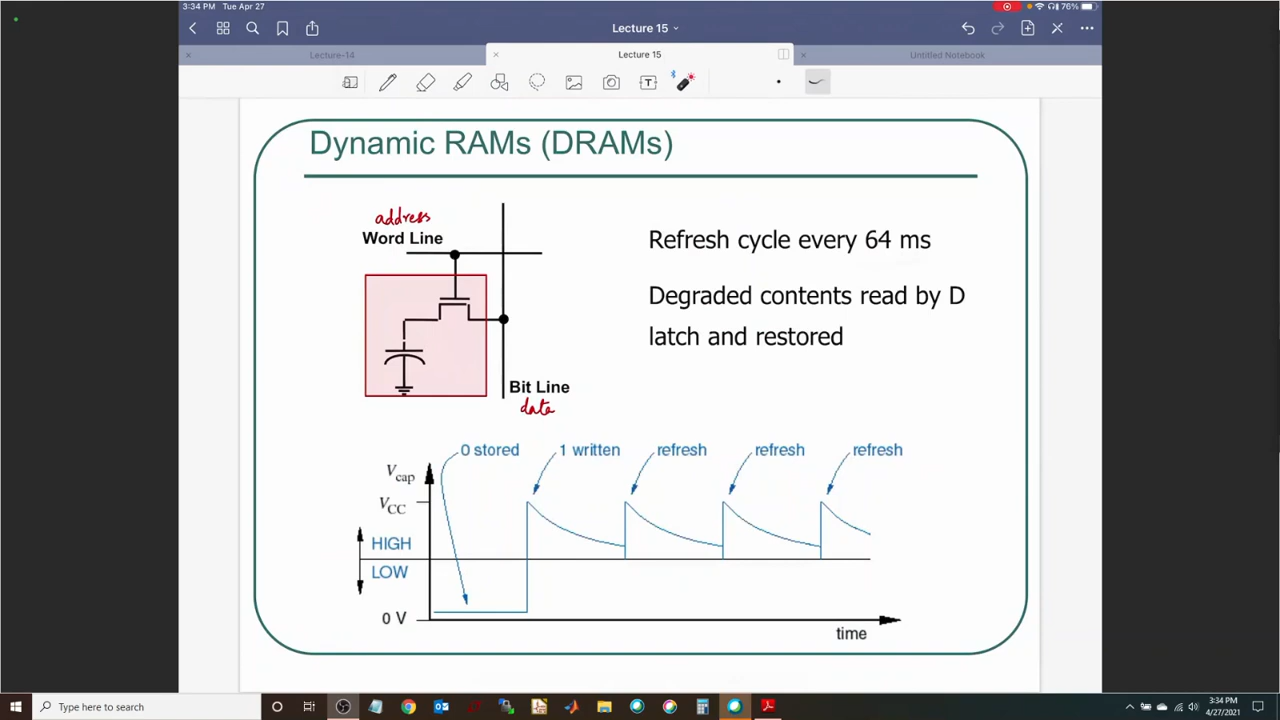 3:34 PM Tue Apr 27
76%
Lecture 15
Lecture-14
Lecture 15
Untitled Notebook
Dynamic RAMs (DRAMs)
address
Word Line
Refresh cycle every 64 ms
Degraded contents read by D
latch and restored
Bit Line
data
0 stored
1 written
refresh
refresh
refresh
Vcap
VCC
HIGH
LOW
0 V
time
Type here to search
3:34 PM
4/27/2021